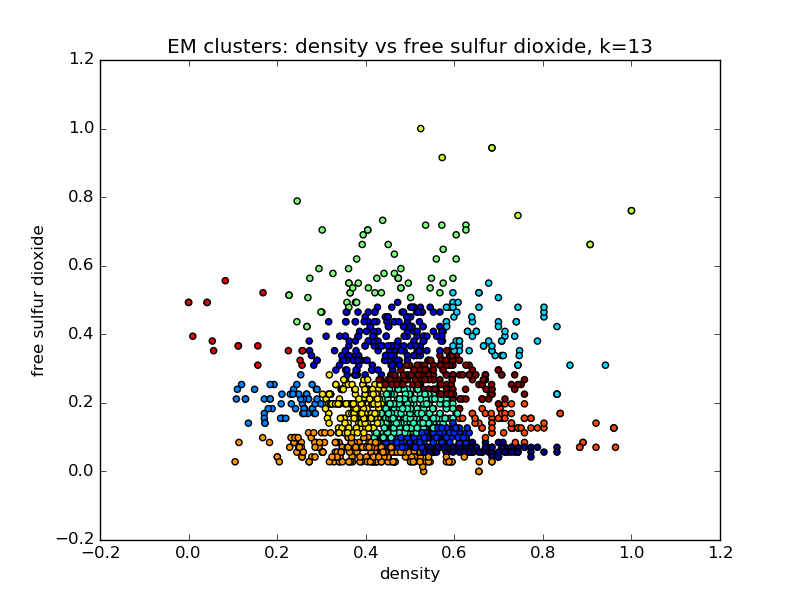 EM clusters: density vs free sulfur dioxide, k=13
1.2
1.0
0.8
0.6
0.4
0.2
0.0
−0.2
free sulfur dioxide
−0.2 0.0 0.2 0.4 0.6 0.8 1.0 1.2
density